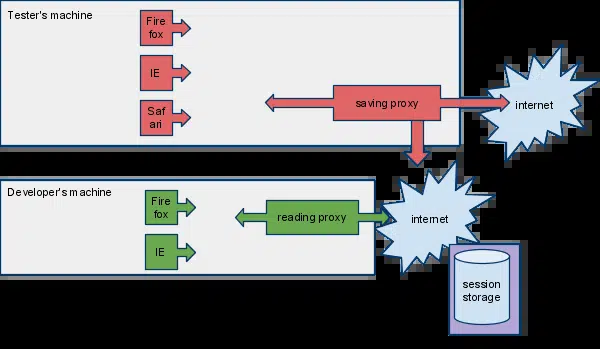 Tester's machine
Fire
fox
IE
Saf
ari
saving proxy
internet
Developer's machine
Fire
fox
IE
reading proxy
internet
session
storage